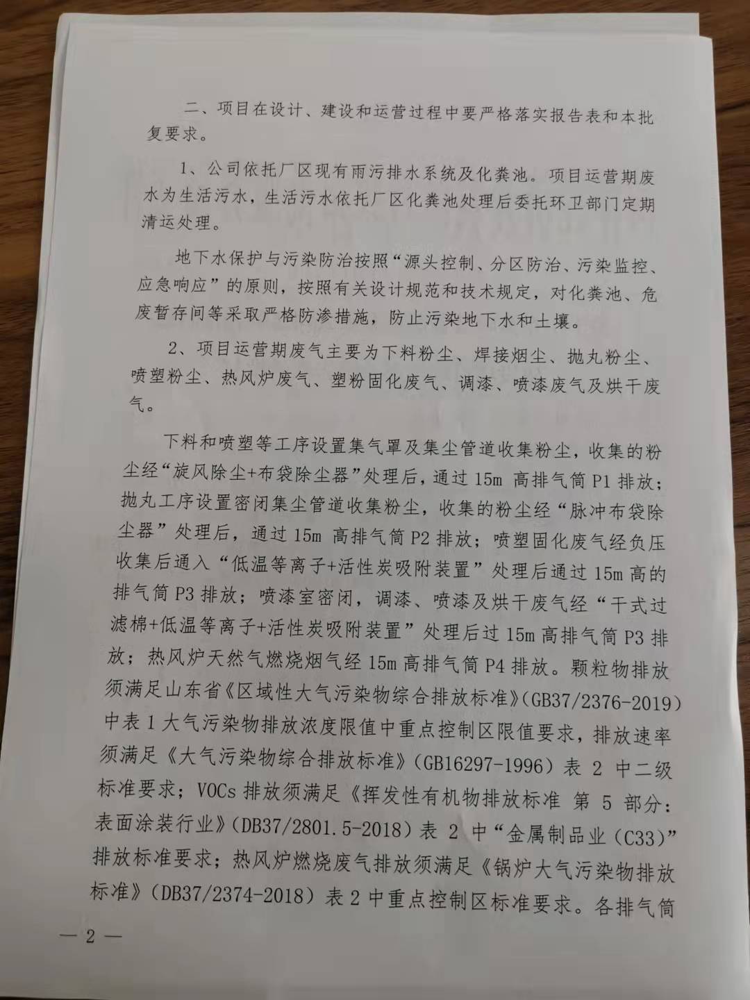 二、项目在设计、建设和运营过程中要严格落实报告表和本批
复要求。
1、公司依托厂区现有雨污排水系统及化粪池。项目运营期废
水为生活污水，生活污水依托厂区化粪池处理后委托环卫部门定期
清运处理。
地下水保护与污染防治按照“源头控制、分区防治、污染监控、
应急响应”的原则，按照有关设计规范和技术规定，对化粪池、危
废暂存间等采取严格防渗措施，防止污染地下水和土壤。
2、项目运营期废气主要为下料粉尘、焊接烟尘、抛丸粉尘、
喷塑粉尘、热风炉废气、塑粉固化废气、调漆、喷漆废气及烘干废
气。
下料和喷塑等工序设置集气罩及集尘管道收集粉尘，收集的粉
尘经“旋风除尘+布袋除尘器”处理后，通过 15m 高排气筒 P1 排放；
抛丸工序设置密闭集尘管道收集粉尘，收集的粉尘经“脉冲布袋除
尘器”处理后，通过 15m 高排气筒 P2 排放；喷塑固化废气经负压
收集后通入“低温等离子+活性炭吸附装置”处理后通过 15m 高的
排气筒 P3 排放；喷漆室密闭，调漆、喷漆及烘干废气经“干式过
滤棉+低温等离子+活性炭吸附装置”处理后过 15m 高排气筒 P3 排
放；热风炉天然气燃烧烟气经 15m 高排气筒 P4 排放。颗粒物排放
须满足山东省《区域性大气污染物综合排放标准》（GB37/2376-2019）
中表 1 大气污染物排放浓度限值中重点控制区限值要求，排放速率
须满足《大气污染物综合排放标准》（GB16297-1996）表 2 中二级
标准要求；VOCs 排放须满足《挥发性有机物排放标准 第 5 部分：
表面涂装行业》（DB37/2801.5-2018）表 2 中“金属制品业（C33）”
排放标准要求；热风炉燃烧废气排放须满足《锅炉大气污染物排放
标准》（DB37/2374-2018）表 2 中重点控制区标准要求。各排气筒
— 2 —